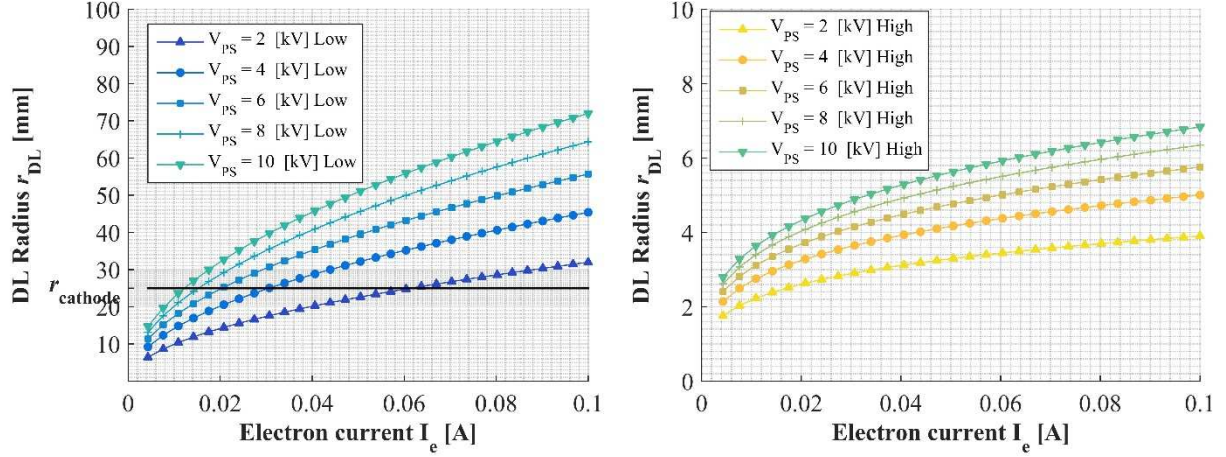 100
90
80
70
60
50
40
30
20
10
r_cathode
DL Radius r_DL [mm]
V_PS = 2 [kV] Low
V_PS = 4 [kV] Low
V_PS = 6 [kV] Low
V_PS = 8 [kV] Low
V_PS = 10 [kV] Low
0 0.02 0.04 0.06 0.08 0.1
Electron current I_e [A]
10
8
6
4
2
0
DL Radius r_DL [mm]
V_PS = 2 [kV] High
V_PS = 4 [kV] High
V_PS = 6 [kV] High
V_PS = 8 [kV] High
V_PS = 10 [kV] High
0 0.02 0.04 0.06 0.08 0.1
Electron current I_e [A]